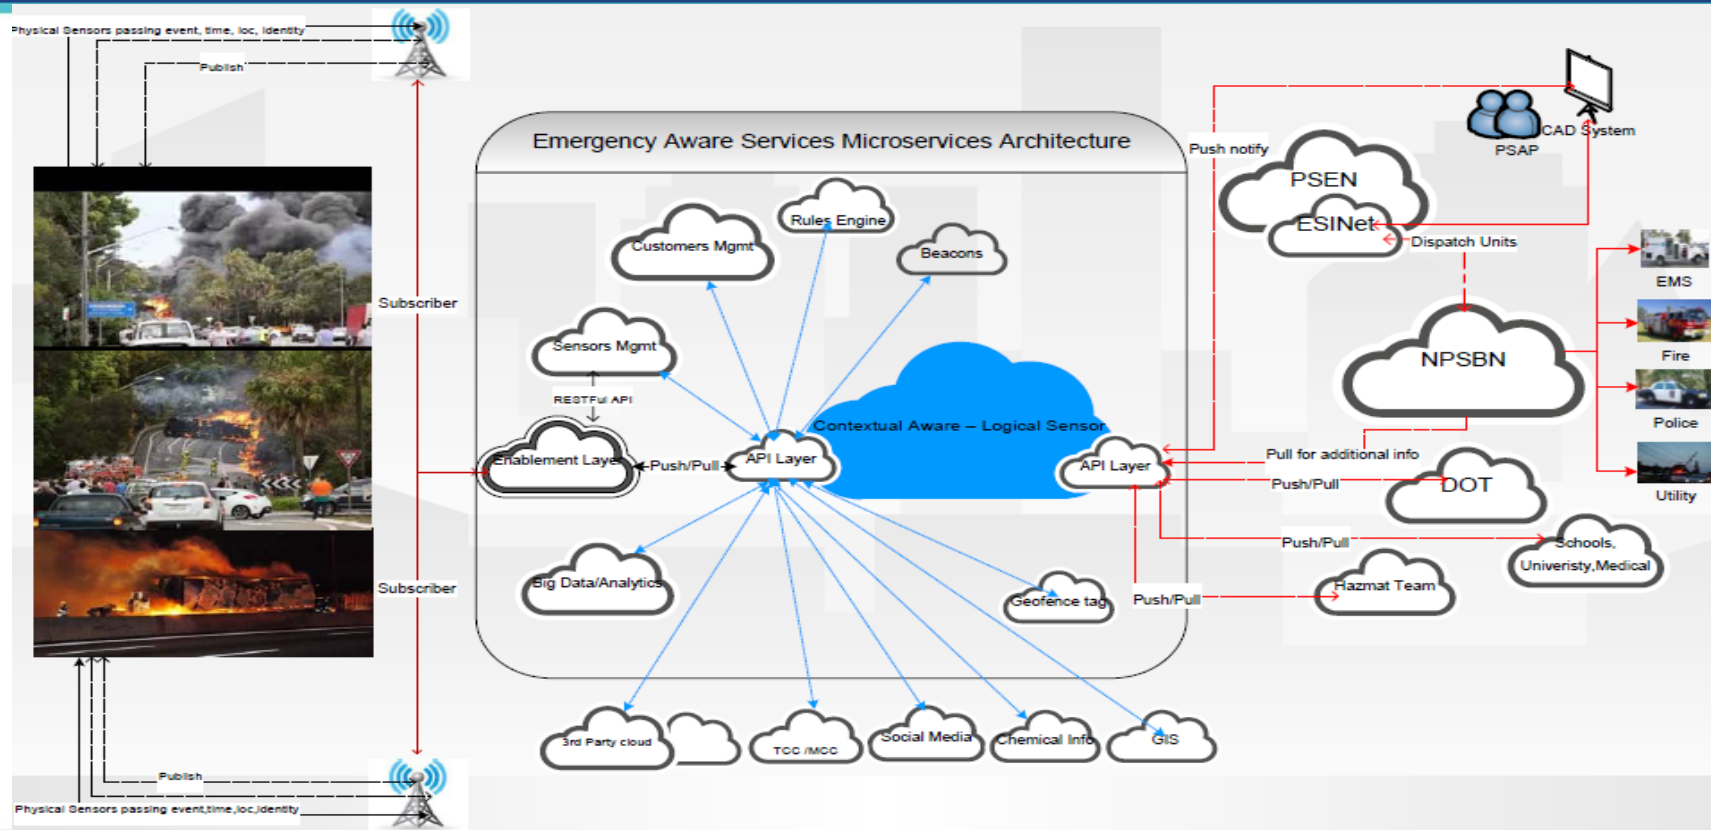 Physical Sensors passing event, time, loc, identity
Publish
Emergency Aware Services Microservices Architecture
Push notify
CAD System
PSAP
PSEN
ESINet
Dispatch Units
Rules Engine
Customers Mgmt
Beacons
EMS
Subscriber
Sensors Mgmt
NPSBN
Fire
RESTFul API
Contextual Aware – Logical Sensor
Police
Enablement Layer
Push/Pull
API Layer
API Layer
Pull for additional info
Push/Pull
DOT
Utility
Push/Pull
Schools,
Univeristy,Medical
Subscriber
Big Data/Analytics
Geofence tag
Push/Pull
Hazmat Team
3rd Party cloud
TCC /MCC
Social Media
Chemical Info
GIS
Publish
Physical Sensors passing event,time,loc,identity